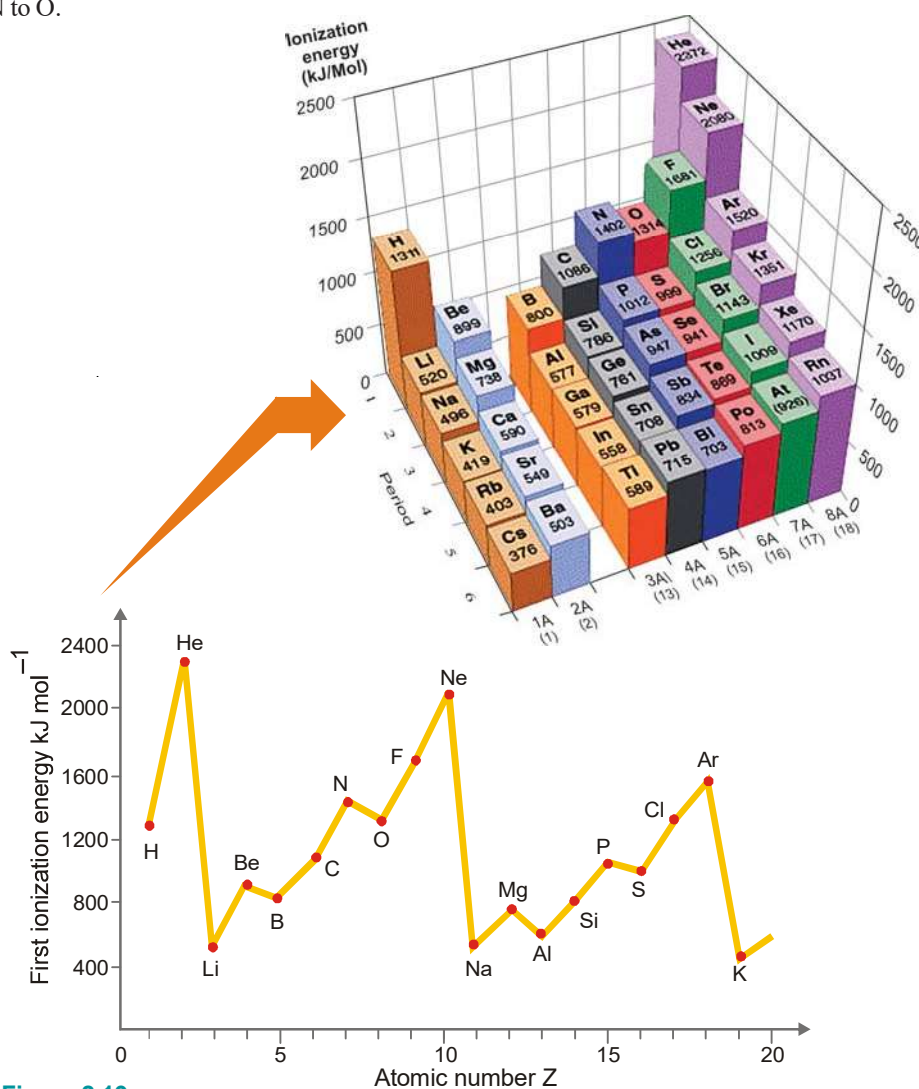 to O.
Ionization
energy
(kJ/Mol)
2500
2000
1500
1000
500
0
H
1311
Li
520
Na
496
K
419
Rb
403
Cs
376
Be
899
Mg
738
Ca
590
Sr
549
Ba
503
B
800
Al
577
Ga
579
In
558
Tl
589
C
1086
Si
786
Ge
761
Sn
708
Pb
715
N
1402
P
1012
As
947
Sb
834
Bi
703
O
1314
S
999
Se
941
Te
869
Po
813
F
1681
Cl
1256
Br
1143
I
1009
At
(926)
He
2372
Ne
2080
Ar
1520
Kr
1351
Xe
1170
Rn
1037
2500
2000
1500
1000
500
0
1
2
3
4
5
6
Period
1A
(1)
2A
(2)
3A
(13)
4A
(14)
5A
(15)
6A
(16)
7A
(17)
8A
(18)
First ionization energy kJ mol–1
2400
2000
1600
1200
800
400
H
He
Li
Be
B
C
N
O
F
Ne
Na
Mg
Al
Si
P
S
Cl
Ar
K
0 5 10 15 20
Atomic number Z